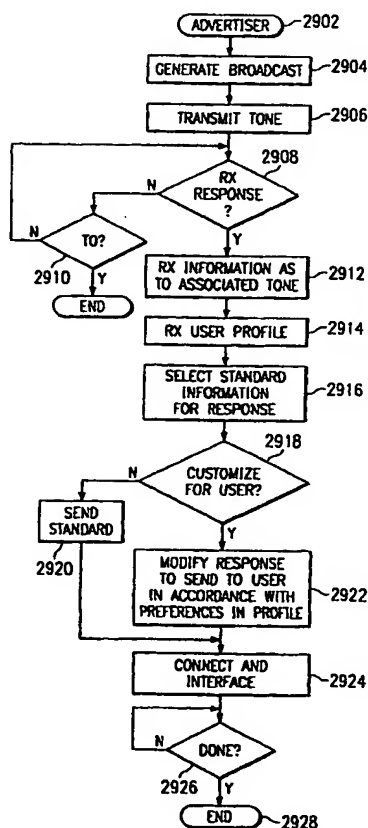 ADVERTISER
2902
GENERATE BROADCAST
2904
TRANSMIT TONE
2906
2908
RX
RESPONSE
?
N
Y
TO?
2910
Y
END
RX INFORMATION AS
TO ASSOCIATED TONE
2912
RX USER PROFILE
2914
SELECT STANDARD
INFORMATION
FOR RESPONSE
2916
2918
CUSTOMIZE
FOR USER?
N
Y
SEND
STANDARD
2920
MODIFY RESPONSE
TO SEND TO USER
IN ACCORDANCE WITH
PREFERENCES IN PROFILE
2922
CONNECT AND
INTERFACE
2924
N
DONE?
2926
Y
END
2928